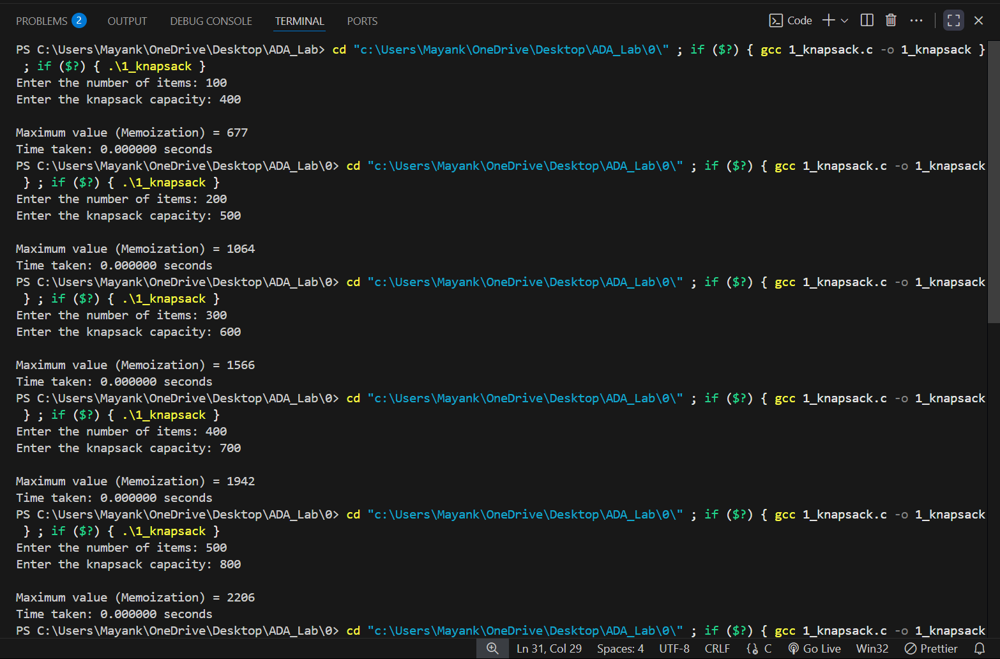 PROBLEMS 2 OUTPUT DEBUG CONSOLE TERMINAL PORTS Code
PS C:\Users\Mayank\OneDrive\Desktop\ADA_Lab> cd "c:\Users\Mayank\OneDrive\Desktop\ADA_Lab\0\" ; if ($?) { gcc 1_knapsack.c -o 1_knapsack }
; if ($?) { .\1_knapsack }
Enter the number of items: 100
Enter the knapsack capacity: 400
Maximum value (Memoization) = 677
Time taken: 0.000000 seconds
PS C:\Users\Mayank\OneDrive\Desktop\ADA_Lab\0> cd "c:\Users\Mayank\OneDrive\Desktop\ADA_Lab\0\" ; if ($?) { gcc 1_knapsack.c -o 1_knapsack
} ; if ($?) { .\1_knapsack }
Enter the number of items: 200
Enter the knapsack capacity: 500
Maximum value (Memoization) = 1064
Time taken: 0.000000 seconds
PS C:\Users\Mayank\OneDrive\Desktop\ADA_Lab\0> cd "c:\Users\Mayank\OneDrive\Desktop\ADA_Lab\0\" ; if ($?) { gcc 1_knapsack.c -o 1_knapsack
} ; if ($?) { .\1_knapsack }
Enter the number of items: 300
Enter the knapsack capacity: 600
Maximum value (Memoization) = 1566
Time taken: 0.000000 seconds
PS C:\Users\Mayank\OneDrive\Desktop\ADA_Lab\0> cd "c:\Users\Mayank\OneDrive\Desktop\ADA_Lab\0\" ; if ($?) { gcc 1_knapsack.c -o 1_knapsack
} ; if ($?) { .\1_knapsack }
Enter the number of items: 400
Enter the knapsack capacity: 700
Maximum value (Memoization) = 1942
Time taken: 0.000000 seconds
PS C:\Users\Mayank\OneDrive\Desktop\ADA_Lab\0> cd "c:\Users\Mayank\OneDrive\Desktop\ADA_Lab\0\" ; if ($?) { gcc 1_knapsack.c -o 1_knapsack
} ; if ($?) { .\1_knapsack }
Enter the number of items: 500
Enter the knapsack capacity: 800
Maximum value (Memoization) = 2206
Time taken: 0.000000 seconds
PS C:\Users\Mayank\OneDrive\Desktop\ADA_Lab\0> cd "c:\Users\Mayank\OneDrive\Desktop\ADA_Lab\0\" ; if ($?) { gcc 1_knapsack.c -o 1_knapsack
Ln 31, Col 29 Spaces: 4 UTF-8 CRLF {} C Go Live Win32 Prettier